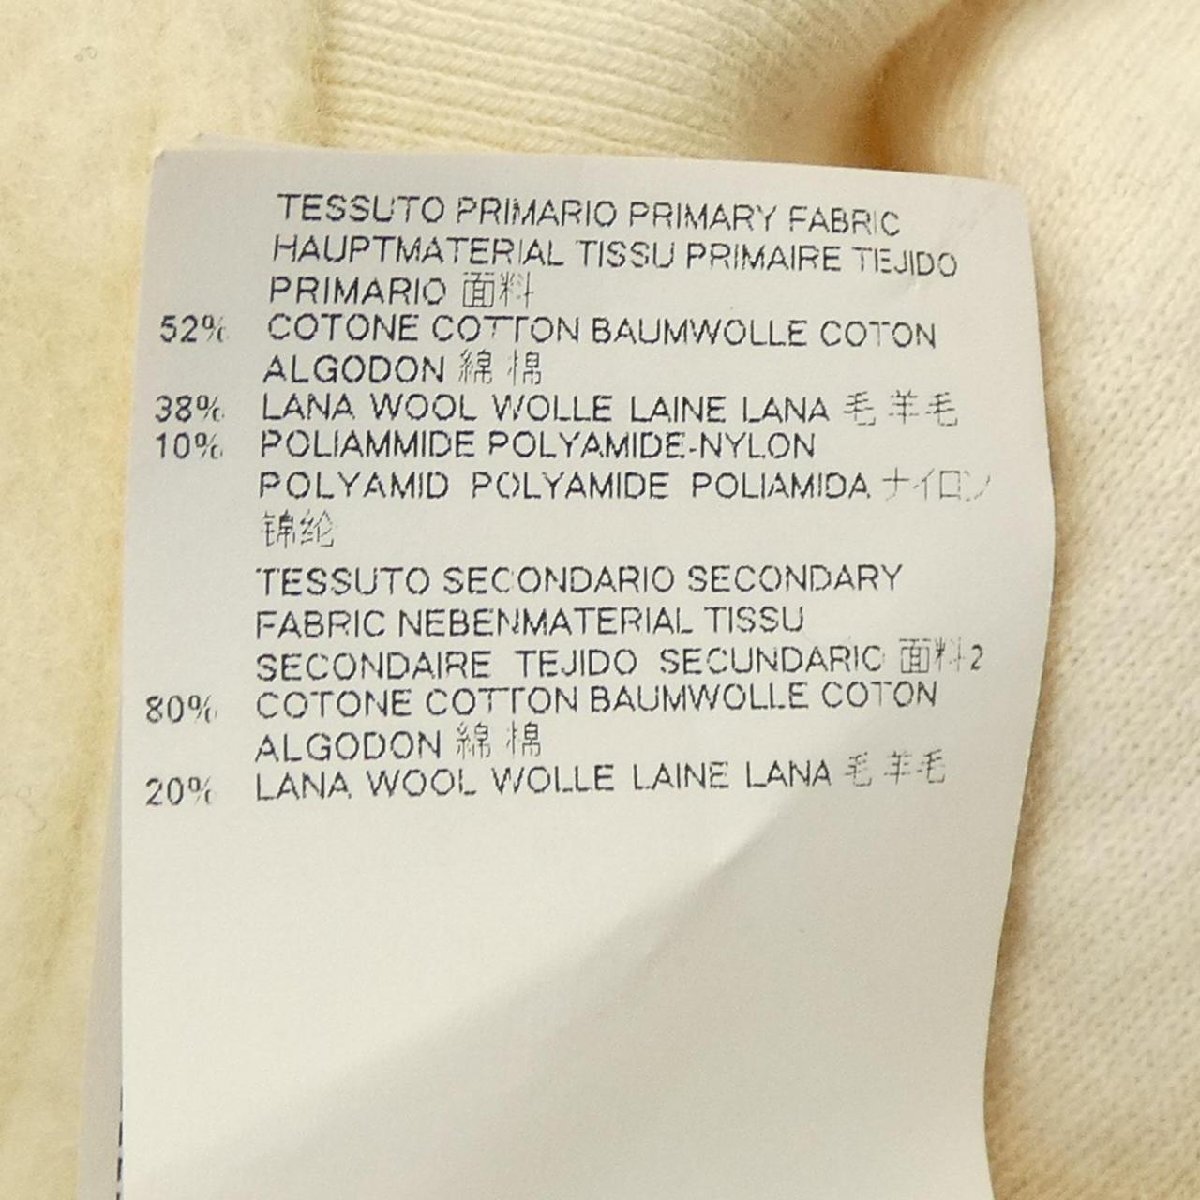 TESSUTO PRIMARIO PRIMARY FABRIC
HAUPTMATERIAL TISSU PRIMAIRE TEJIDO
PRIMARIO 面料
52% COTONE COTTON BAUMWOLLE COTON
ALGODON 綿 棉
38% LANA WOOL WOLLE LAINE LANA 毛 羊毛
10% POLIAMMIDE POLYAMIDE-NYLON
POLYAMID POLYAMIDE POLIAMIDA ナイロン
锦纶
TESSUTO SECONDARIO SECONDARY
FABRIC NEBENMATERIAL TISSU
SECONDAIRE TEJIDO SECUNDARIO 面料2
80% COTONE COTTON BAUMWOLLE COTON
ALGODON 綿 棉
20% LANA WOOL WOLLE LAINE LANA 毛 羊毛